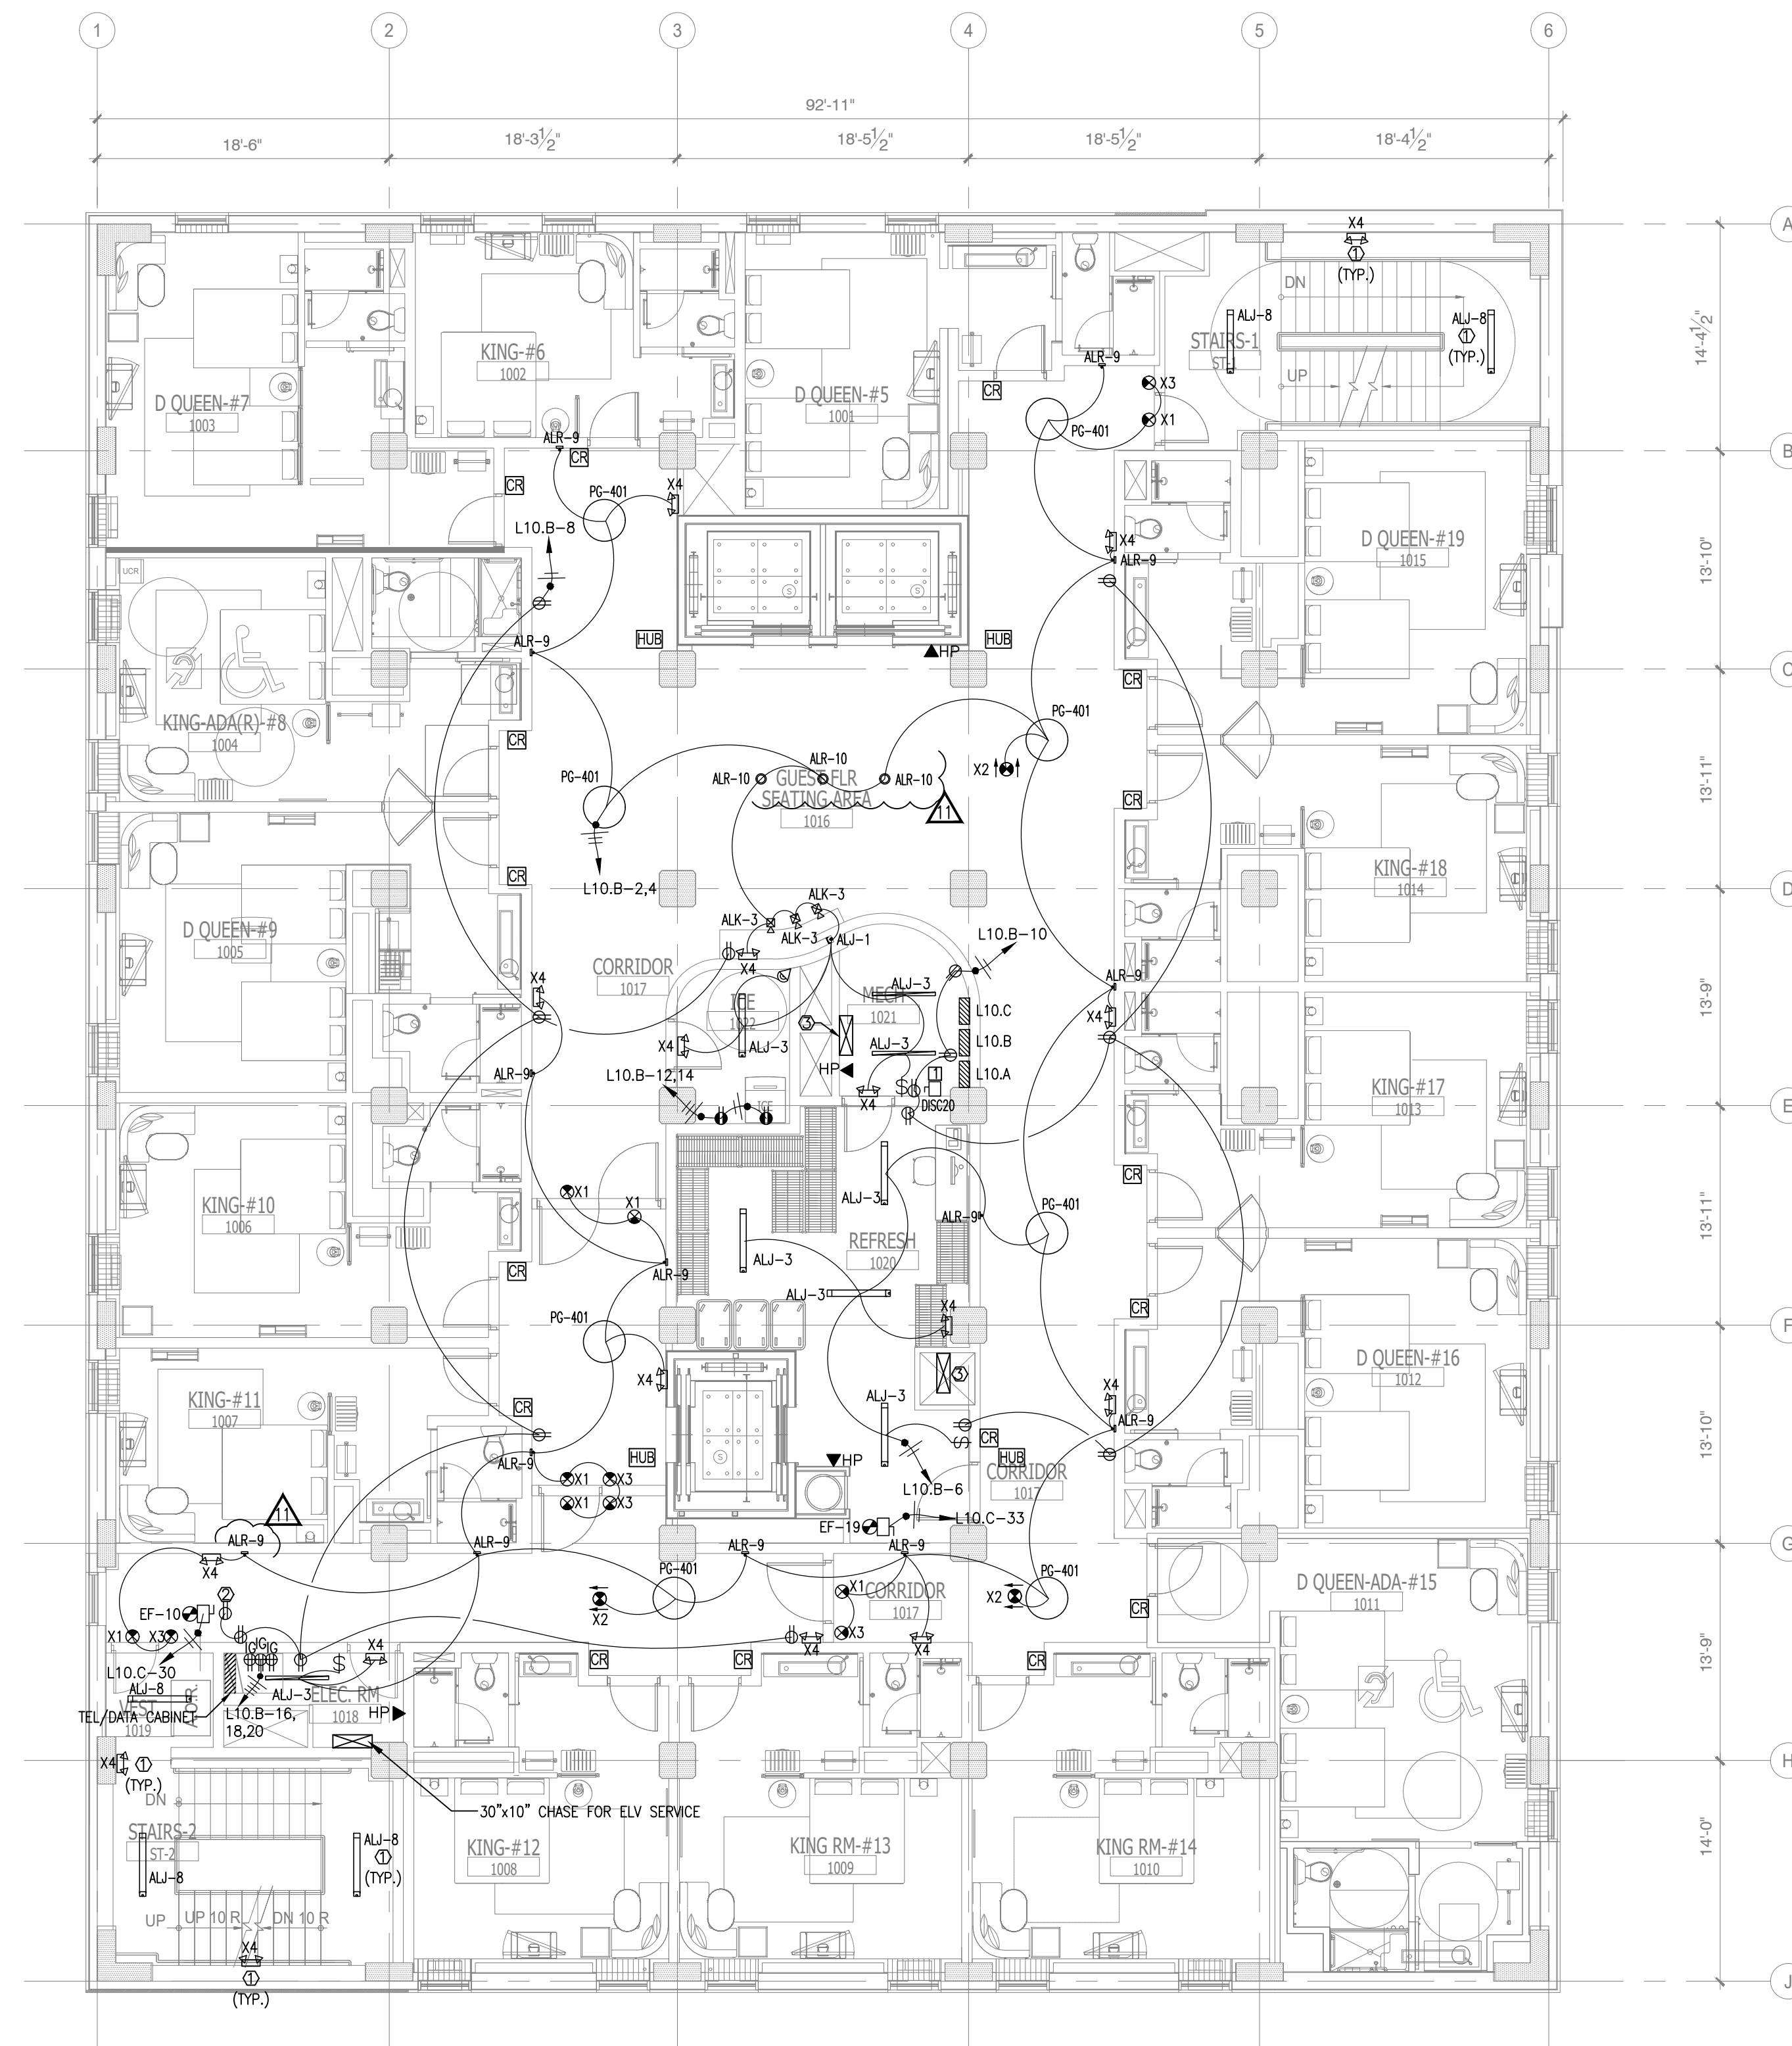 1 2 3 4 5 6
92'-11"
18'-6" 18'-3½" 18'-5½" 18'-5½" 18'-4½"
A
X4
1
(TYP.)
DN
ALJ-8
ALJ-8
1
(TYP.)
STAIRS-1
ST-1
UP
14'-4½"
KING-#6
1002
D QUEEN-#7
1003
D QUEEN-#5
1001
ALR-9
CR
X3
X1
PG-401
B
ALR-9
CR
CR
PG-401
X4
L10.B-8
X4
ALR-9
D QUEEN-#19
1015
13'-10"
UCR
S
S
ALR-9
HUB
HUB
HP
C
CR
KING-ADA(R)-#8
1004
CR
PG-401
X2
PG-401
ALR-10
ALR-10
ALR-10
GUEST FLR
SEATING AREA
1016
11
CR
13'-11"
KING-#18
1014
CR
L10.B-2,4
D
ALK-3
ALK-3
ALJ-1
L10.B-10
D QUEEN-#9
1005
CORRIDOR
1017
X4
X4
ICE
1022
ALJ-3
MECH
1021
ALJ-3
3
L10.C
L10.B
L10.A
ALR-9
X4
13'-9"
X4
ALJ-3
ALR-9
HP
1
L10.B-12,14
$
X4
DISC20
ICE
KING-#17
1013
E
KING-#10
1006
X1
X1
ALJ-3
ALR-9
CR
PG-401
REFRESH
1020
ALJ-3
ALR-9
CR
13'-11"
ALJ-3
X4
CR
F
PG-401
X4
3
D QUEEN-#16
1012
KING-#11
1007
ALJ-3
X4
ALR-9
CR
$
CR
HUB
HUB
S
CORRIDOR
1017
13'-10"
ALR-9
X1
X3
X1
X3
HP
L10.B-6
EF-19
L10.C-33
11
G
ALR-9
X4
ALR-9
ALR-9
ALR-9
PG-401
PG-401
X2
X1
CORRIDOR
1017
X2
CR
X3
D QUEEN-ADA-#15
1011
2
EF-10
X1
X3
IG
IG
IG
$
X4
X4
X4
CR
CR
CR
13'-9"
L10.C-30
ALJ-8
VEST
1019
A.O.R.
ALJ-3
ELEC. RM
1018
HP
TEL/DATA CABINET
L10.B-16,
18,20
H
X4
1
(TYP.)
DN
30"x10" CHASE FOR ELV SERVICE
STAIRS-2
ST-2
ALJ-8
ALJ-8
1
(TYP.)
KING-#12
1008
KING RM-#13
1009
KING RM-#14
1010
14'-0"
UP
UP 10 R
DN 10 R
X4
1
(TYP.)
J